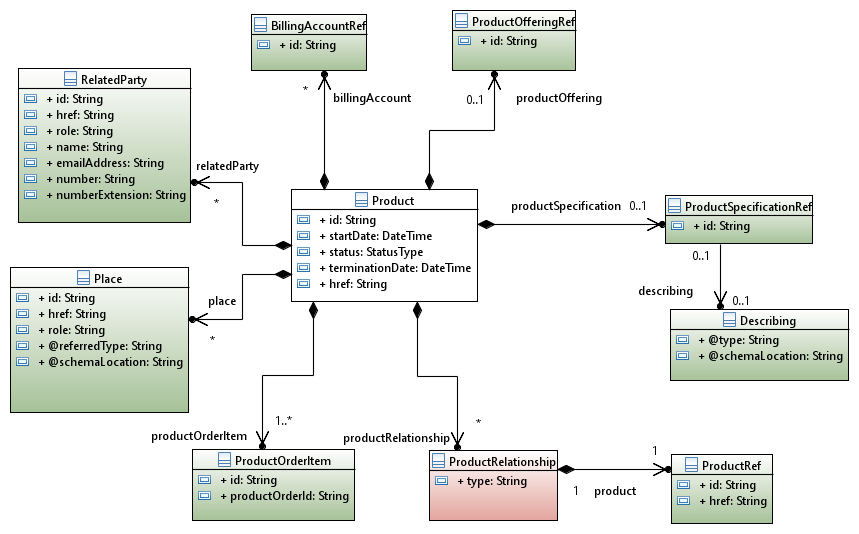 BillingAccountRef
+ id: String
ProductOfferingRef
+ id: String
*
billingAccount
0..1
productOffering
RelatedParty
+ id: String
+ href: String
+ role: String
+ name: String
+ emailAddress: String
+ number: String
+ numberExtension: String
relatedParty
*
Product
+ id: String
+ startDate: DateTime
+ status: StatusType
+ terminationDate: DateTime
+ href: String
productSpecification
0..1
ProductSpecificationRef
+ id: String
0..1
describing
0..1
Describing
+ @type: String
+ @schemaLocation: String
Place
+ id: String
+ href: String
+ role: String
+ @referredType: String
+ @schemaLocation: String
place
*
1..*
productOrderItem
ProductOrderItem
+ id: String
+ productOrderId: String
*
productRelationship
ProductRelationship
+ type: String
1
product
1
ProductRef
+ id: String
+ href: String